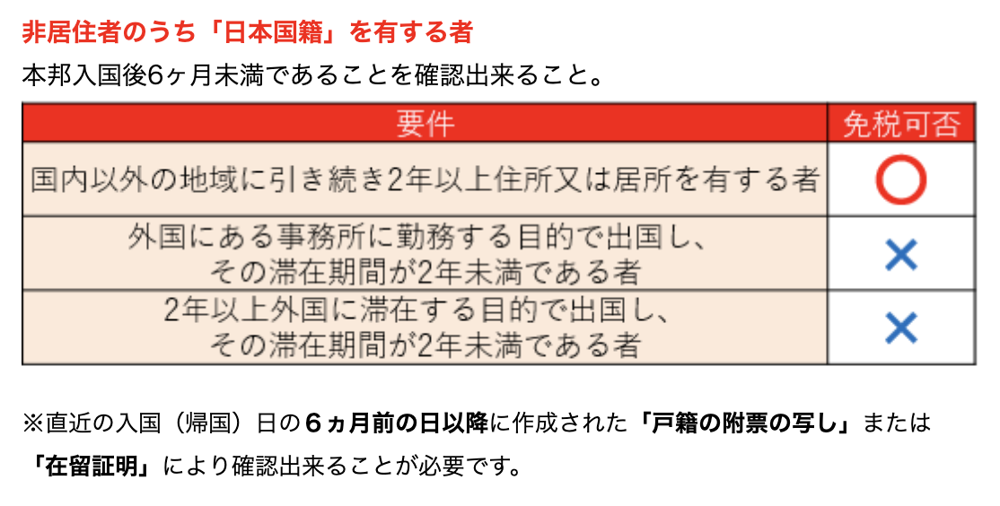 非居住者のうち「日本国籍」を有する者
本邦入国後6ヶ月未満であることを確認出来ること。
要件
免税可否
国内以外の地域に引き続き2年以上住所又は居所を有する者
○
外国にある事務所に勤務する目的で出国し、
その滞在期間が2年未満である者
×
2年以上外国に滞在する目的で出国し、
その滞在期間が2年未満である者
×
※直近の入国（帰国）日の６ヵ月前の日以降に作成された「戸籍の附票の写し」または
「在留証明」により確認出来ることが必要です。